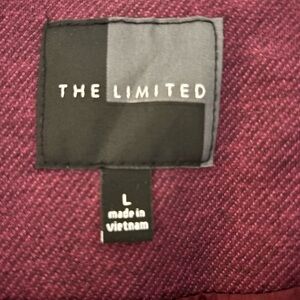 THE LIMITED
L
made in
vietnam